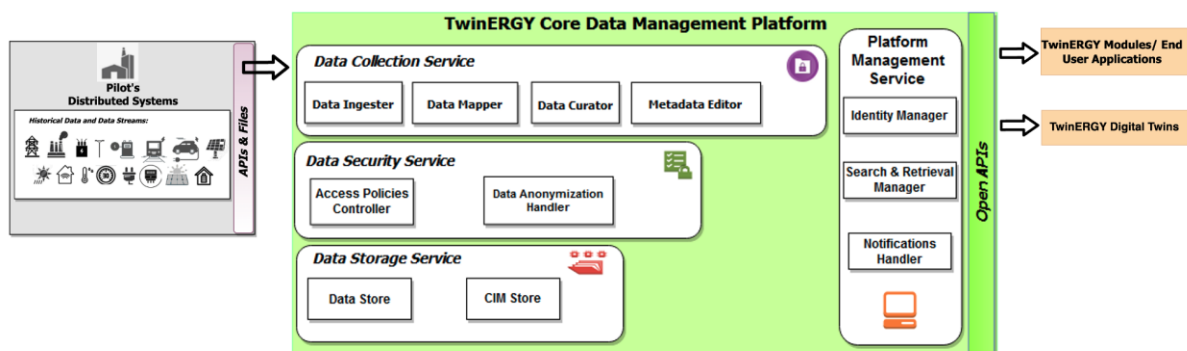 TwinERGY Core Data Management Platform
Pilot's
Distributed Systems
Historical Data and Data Streams:
APIs & Files
Data Collection Service
Data Ingester
Data Mapper
Data Curator
Metadata Editor
Data Security Service
Access Policies
Controller
Data Anonymization
Handler
Data Storage Service
Data Store
CIM Store
Platform
Management
Service
Identity Manager
Search & Retrieval
Manager
Notifications
Handler
Open APIs
TwinERGY Modules/ End
User Applications
TwinERGY Digital Twins